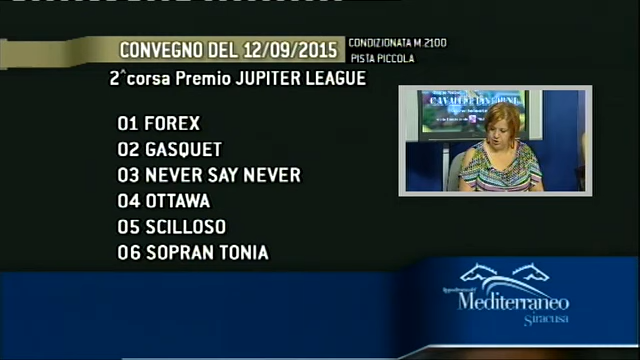 CONVEGNO DEL 12/09/2015
CONDIZIONATA M.2100
PISTA PICCOLA
2^corsa Premio JUPITER LEAGUE
01 FOREX
02 GASQUET
03 NEVER SAY NEVER
04 OTTAWA
05 SCILLOSO
06 SOPRAN TONIA
Mediterraneo
Siracusa